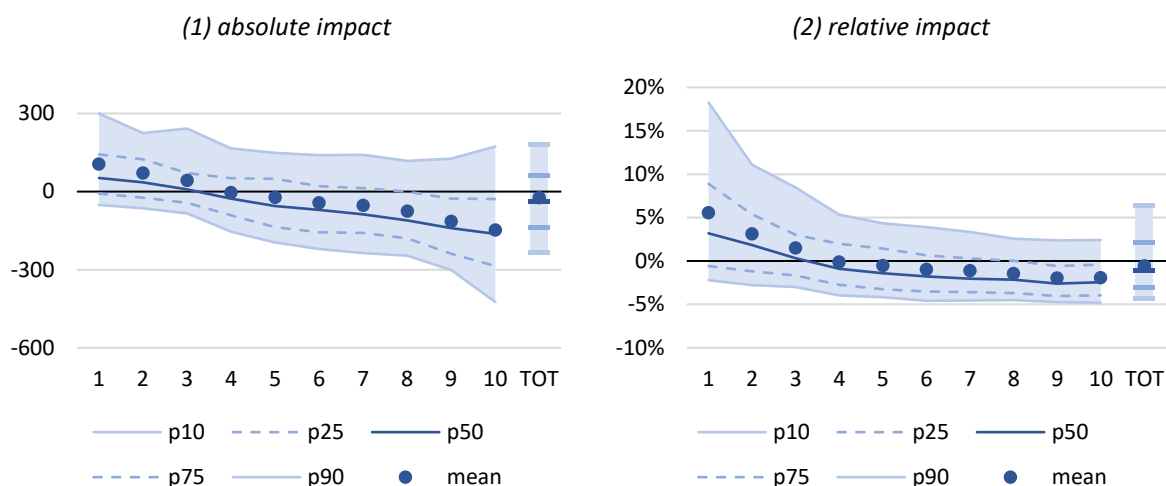 (1) absolute impact
300
0
-300
-600
1 2 3 4 5 6 7 8 9 10 TOT
p10 p25 p50
p75 p90 mean
(2) relative impact
20%
15%
10%
5%
0%
-5%
-10%
1 2 3 4 5 6 7 8 9 10 TOT
p10 p25 p50
p75 p90 mean